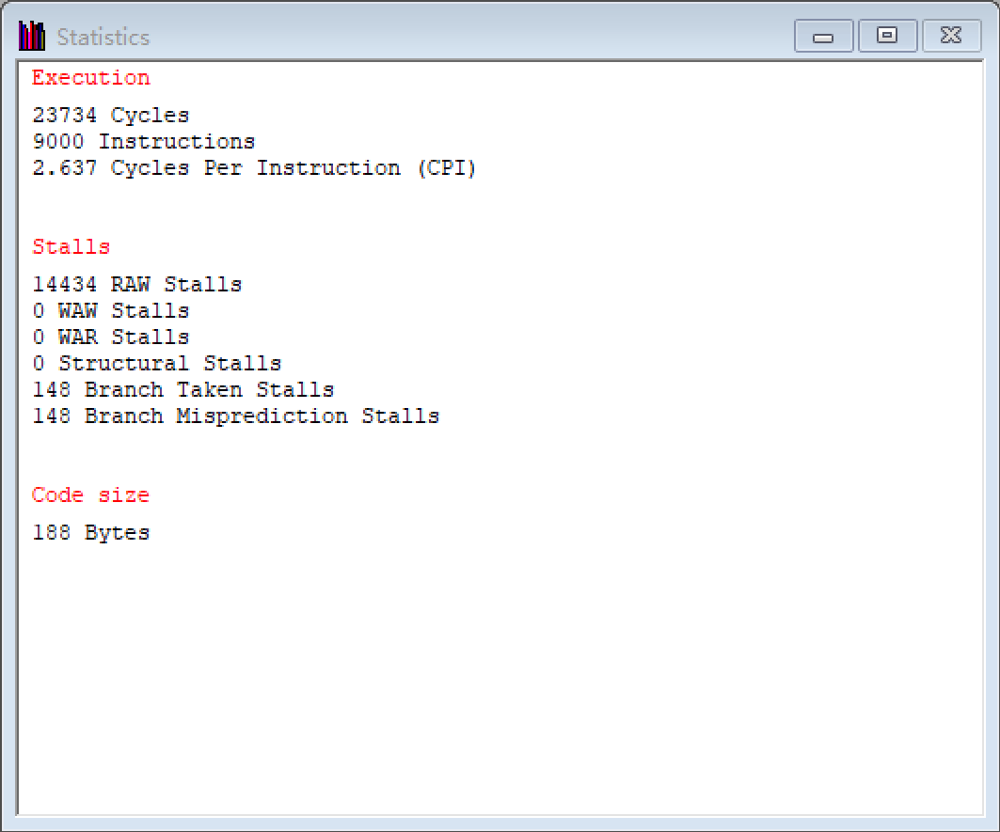 Statistics
Execution
23734 Cycles
9000 Instructions
2.637 Cycles Per Instruction (CPI)
Stalls
14434 RAW Stalls
0 WAW Stalls
0 WAR Stalls
0 Structural Stalls
148 Branch Taken Stalls
148 Branch Misprediction Stalls
Code size
188 Bytes